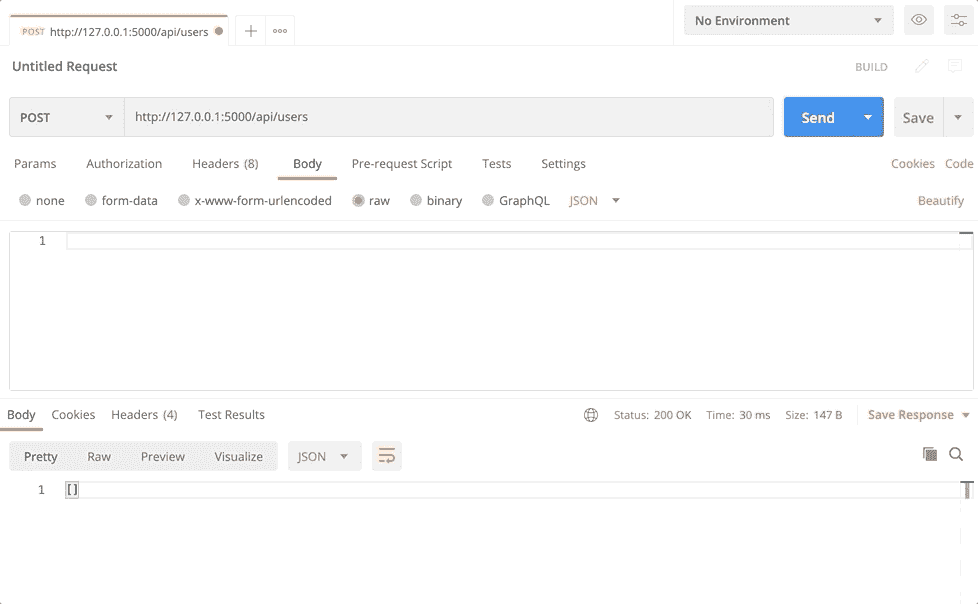 POST http://127.0.0.1:5000/api/users
No Environment
Untitled Request
BUILD
POST http://127.0.0.1:5000/api/users Send Save
Params Authorization Headers (8) Body Pre-request Script Tests Settings Cookies Code
none form-data x-www-form-urlencoded raw binary GraphQL JSON Beautify
1
Body Cookies Headers (4) Test Results Status: 200 OK Time: 30 ms Size: 147 B Save Response
Pretty Raw Preview Visualize JSON
1 []